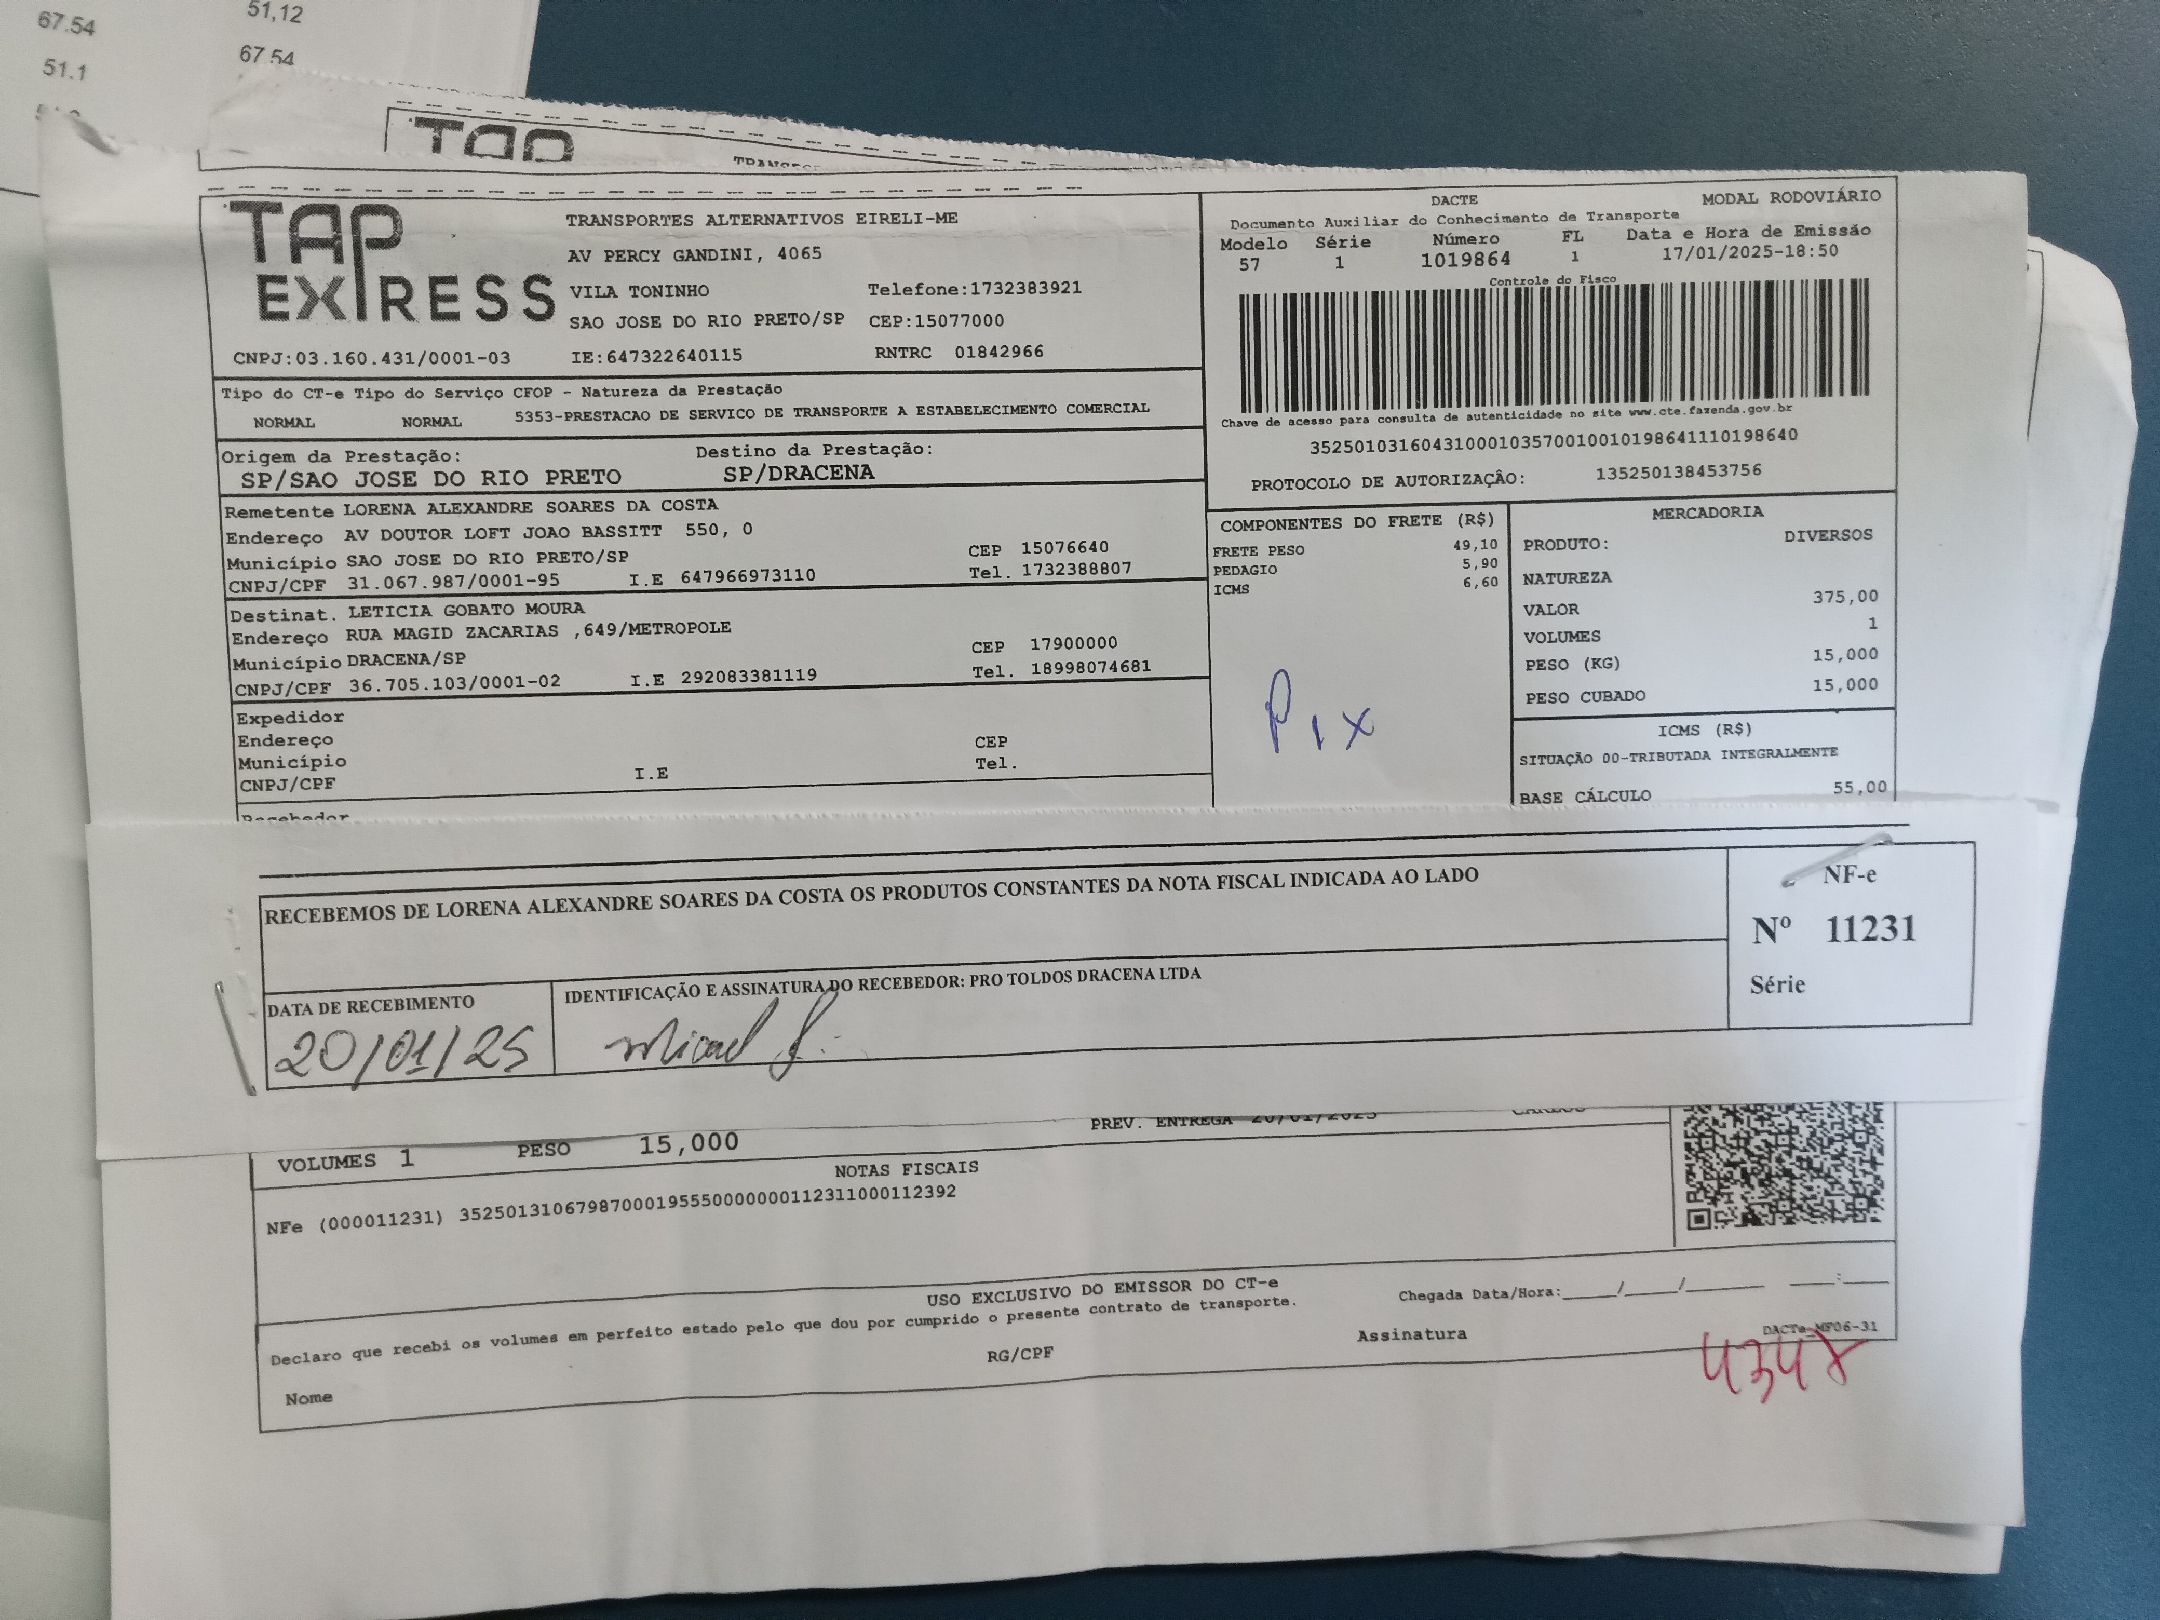 67.54 51,12
51.1 67.54
TAP
TAP EXPRESS
TRANSPORTES ALTERNATIVOS EIRELI-ME
AV PERCY GANDINI, 4065
VILA TONINHO Telefone:1732383921
SAO JOSE DO RIO PRETO/SP CEP:15077000
CNPJ:03.160.431/0001-03 IE:647322640115 RNTRC 01842966
DACTE MODAL RODOVIÁRIO
Documento Auxiliar do Conhecimento de Transporte
Modelo Série Número FL Data e Hora de Emissão
57 1 1019864 1 17/01/2025-18:50
Controle do Fisco
Chave de acesso para consulta de autenticidade no site www.cte.fazenda.gov.br
35250103160431000103570010010198641110198640
PROTOCOLO DE AUTORIZAÇÂO: 135250138453756
Tipo do CT-e Tipo do Serviço CFOP - Natureza da Prestação
NORMAL NORMAL 5353-PRESTACAO DE SERVICO DE TRANSPORTE A ESTABELECIMENTO COMERCIAL
Origem da Prestação: Destino da Prestação:
SP/SAO JOSE DO RIO PRETO SP/DRACENA
Remetente LORENA ALEXANDRE SOARES DA COSTA
Endereço AV DOUTOR LOFT JOAO BASSITT 550, 0
Município SAO JOSE DO RIO PRETO/SP CEP 15076640
CNPJ/CPF 31.067.987/0001-95 I.E 647966973110 Tel. 1732388807
Destinat. LETICIA GOBATO MOURA
Endereço RUA MAGID ZACARIAS ,649/METROPOLE
Município DRACENA/SP CEP 17900000
CNPJ/CPF 36.705.103/0001-02 I.E 292083381119 Tel. 18998074681
Expedidor
Endereço
Município CEP
CNPJ/CPF I.E Tel.
Recebedor
COMPONENTES DO FRETE (R$)
FRETE PESO 49,10
PEDAGIO 5,90
ICMS 6,60
Pix
MERCADORIA
PRODUTO: DIVERSOS
NATUREZA
VALOR 375,00
VOLUMES 1
PESO (KG) 15,000
PESO CUBADO 15,000
ICMS (R$)
SITUAÇÃO 00-TRIBUTADA INTEGRALMENTE
BASE CÁLCULO 55,00
RECEBEMOS DE LORENA ALEXANDRE SOARES DA COSTA OS PRODUTOS CONSTANTES DA NOTA FISCAL INDICADA AO LADO
NF-e
Nº 11231
Série
DATA DE RECEBIMENTO
20/01/25
IDENTIFICAÇÃO E ASSINATURA DO RECEBEDOR: PRO TOLDOS DRACENA LTDA
PREV. ENTREGA 20/01/2025 CARLOS
VOLUMES 1 PESO 15,000
NOTAS FISCAIS
NFe (000011231) 35250131067987000195550000000112311000112392
USO EXCLUSIVO DO EMISSOR DO CT-e
Declaro que recebi os volumes em perfeito estado pelo que dou por cumprido o presente contrato de transporte.
Chegada Data/Hora:_____/_____/________ ____:____
Nome RG/CPF Assinatura
DACTe_MF06-31
4348